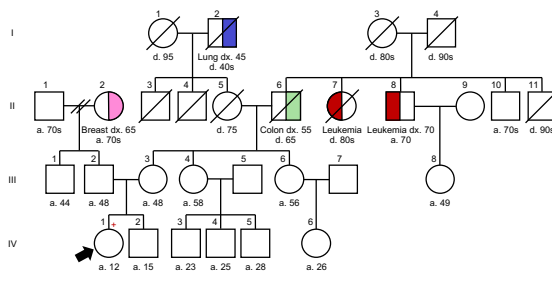 I
1
2
3
4
d. 95
Lung dx. 45
d. 40s
d. 80s
d. 90s
II
1
2
3
4
5
6
7
8
9
10
11
a. 70s
Breast dx. 65
a. 70s
d. 75
Colon dx. 55
d. 65
Leukemia
d. 80s
Leukemia dx. 70
a. 70
a. 70s
d. 90s
III
1
2
3
4
5
6
7
8
a. 44
a. 48
a. 48
a. 58
a. 56
a. 49
IV
1
+
2
3
4
5
6
a. 12
a. 15
a. 23
a. 25
a. 28
a. 26